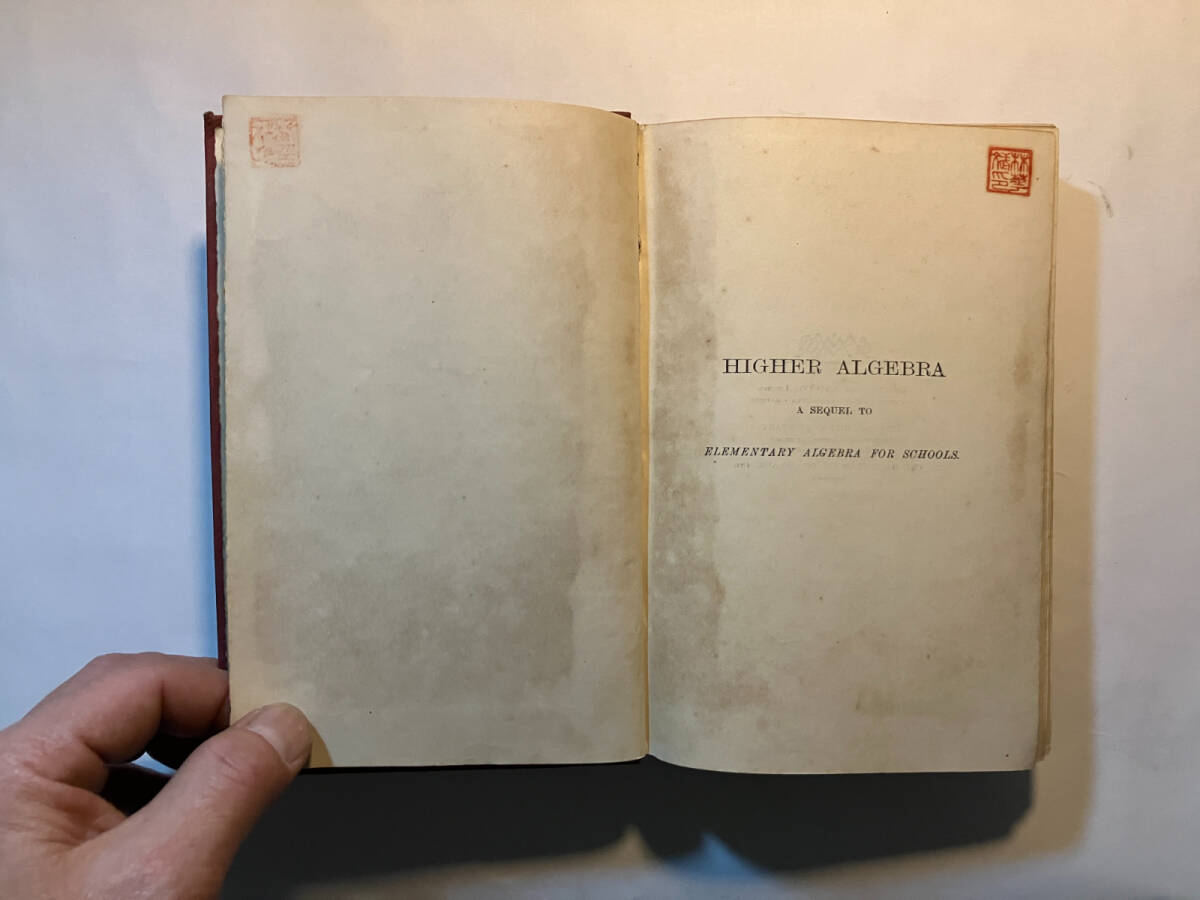 HIGHER ALGEBRA
A SEQUEL TO
ELEMENTARY ALGEBRA FOR SCHOOLS.